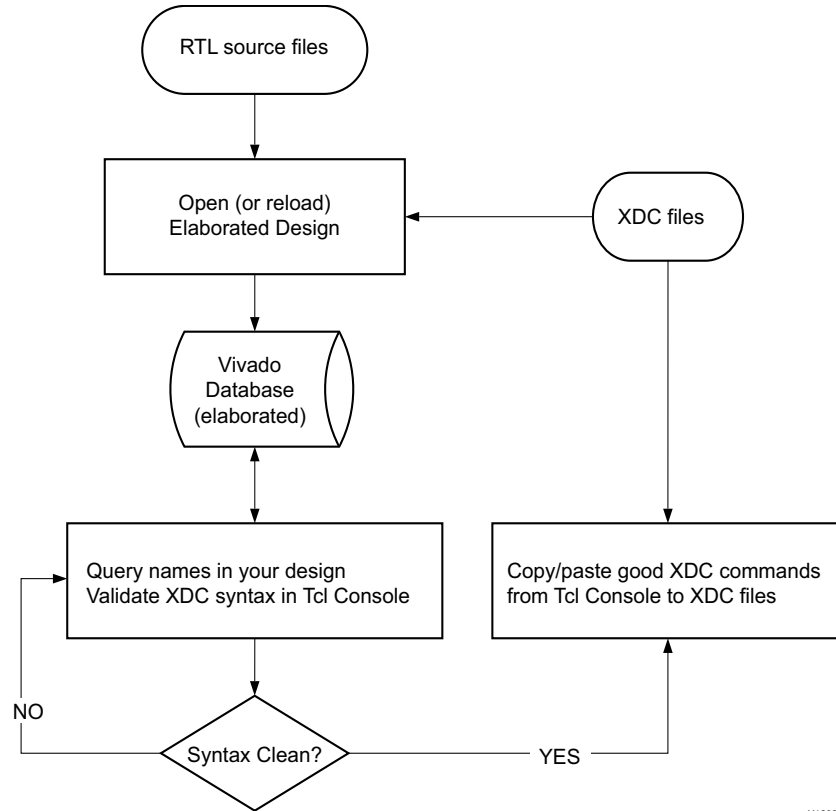 RTL source files
Open (or reload)
Elaborated Design
XDC files
Vivado
Database
(elaborated)
Query names in your design
Validate XDC syntax in Tcl Console
Copy/paste good XDC commands
from Tcl Console to XDC files
NO
Syntax Clean?
YES